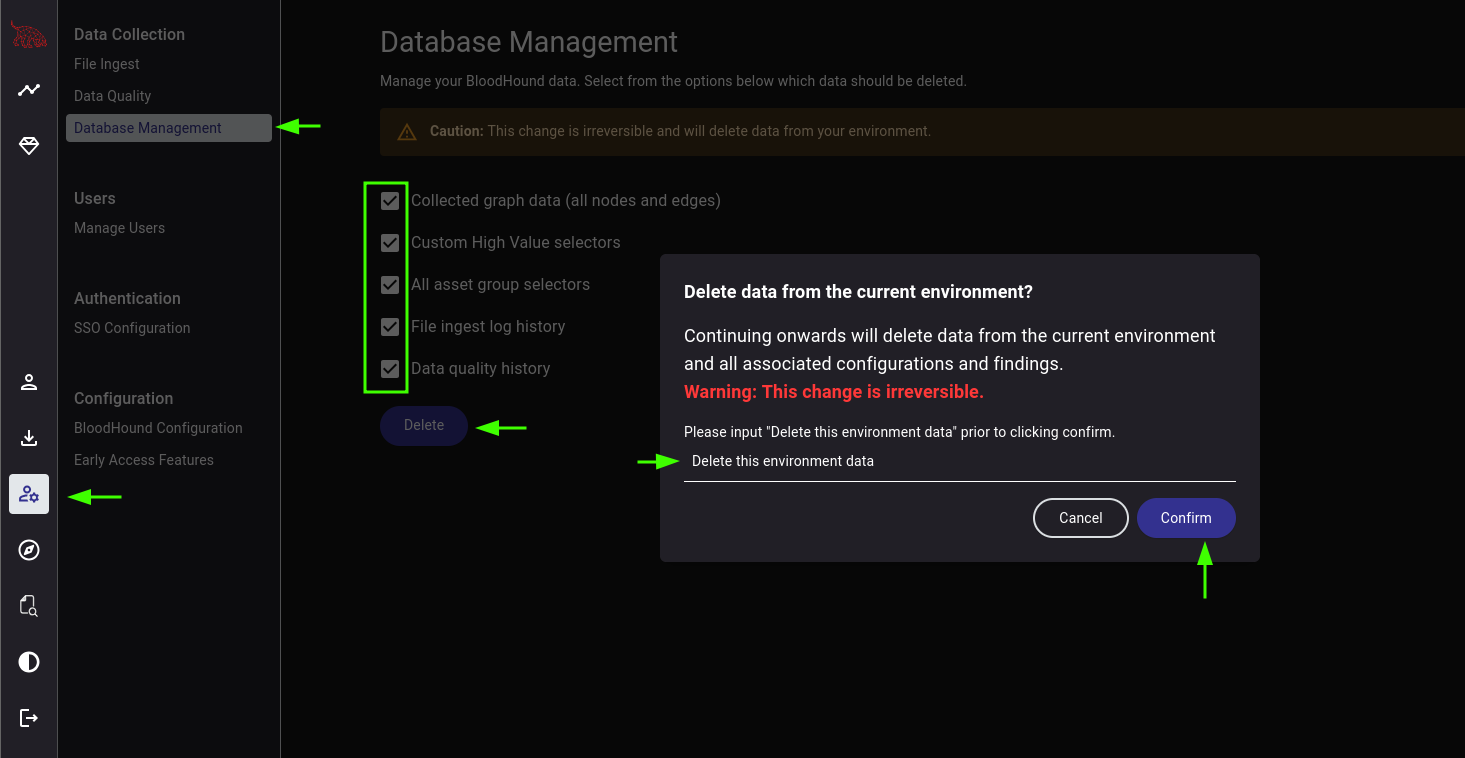 Data Collection
File Ingest
Data Quality
Database Management
Users
Manage Users
Authentication
SSO Configuration
Configuration
BloodHound Configuration
Early Access Features
Database Management
Manage your BloodHound data. Select from the options below which data should be deleted.
Caution: This change is irreversible and will delete data from your environment.
Collected graph data (all nodes and edges)
Custom High Value selectors
All asset group selectors
File ingest log history
Data quality history
Delete
Delete data from the current environment?
Continuing onwards will delete data from the current environment
and all associated configurations and findings.
Warning: This change is irreversible.
Please input "Delete this environment data" prior to clicking confirm.
Delete this environment data
Cancel
Confirm